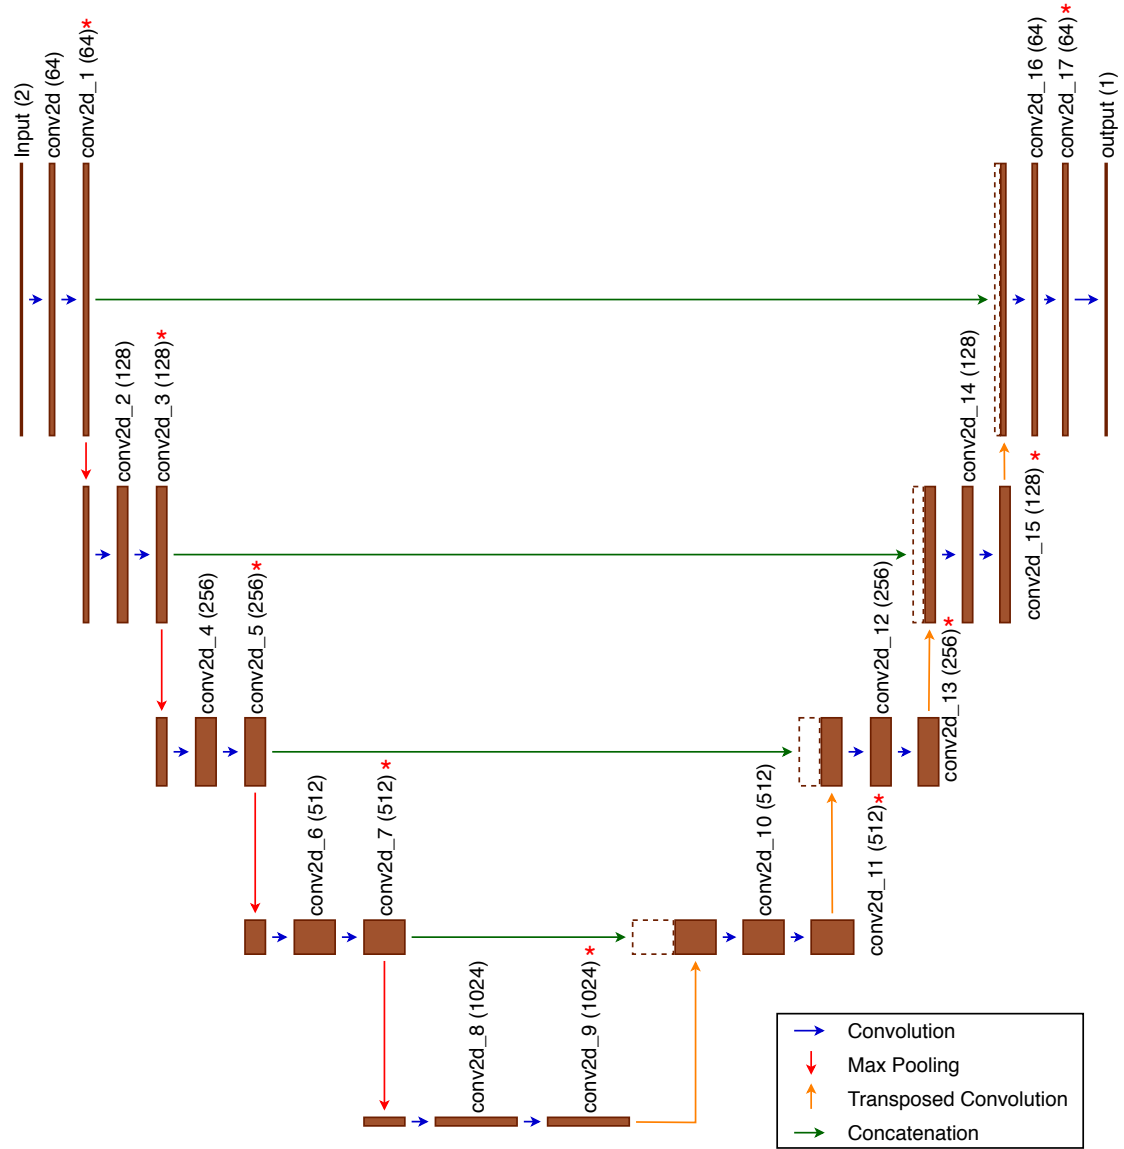 Input (2)
conv2d (64)
conv2d_1 (64)*
conv2d_2 (128)
conv2d_3 (128)*
conv2d_4 (256)
conv2d_5 (256)*
conv2d_6 (512)
conv2d_7 (512)*
conv2d_8 (1024)
conv2d_9 (1024)*
conv2d_10 (512)
conv2d_11 (512)*
conv2d_12 (256)
conv2d_13 (256)*
conv2d_14 (128)
conv2d_15 (128)*
conv2d_16 (64)
conv2d_17 (64)*
output (1)
Convolution
Max Pooling
Transposed Convolution
Concatenation